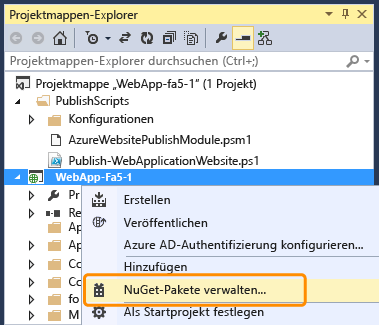 Projektmappen-Explorer
Projektmappen-Explorer durchsuchen (Ctrl+;)
Projektmappe „WebApp-fa5-1" (1 Projekt)
PublishScripts
Konfigurationen
AzureWebsitePublishModule.psm1
Publish-WebApplicationWebsite.ps1
WebApp-Fa5-1
Pr
Erstellen
Re
Veröffentlichen
Ap
Azure AD-Authentifizierung konfigurieren...
Ap
Co
Hinzufügen
Co
NuGet-Pakete verwalten...
fo
M
Als Startprojekt festlegen